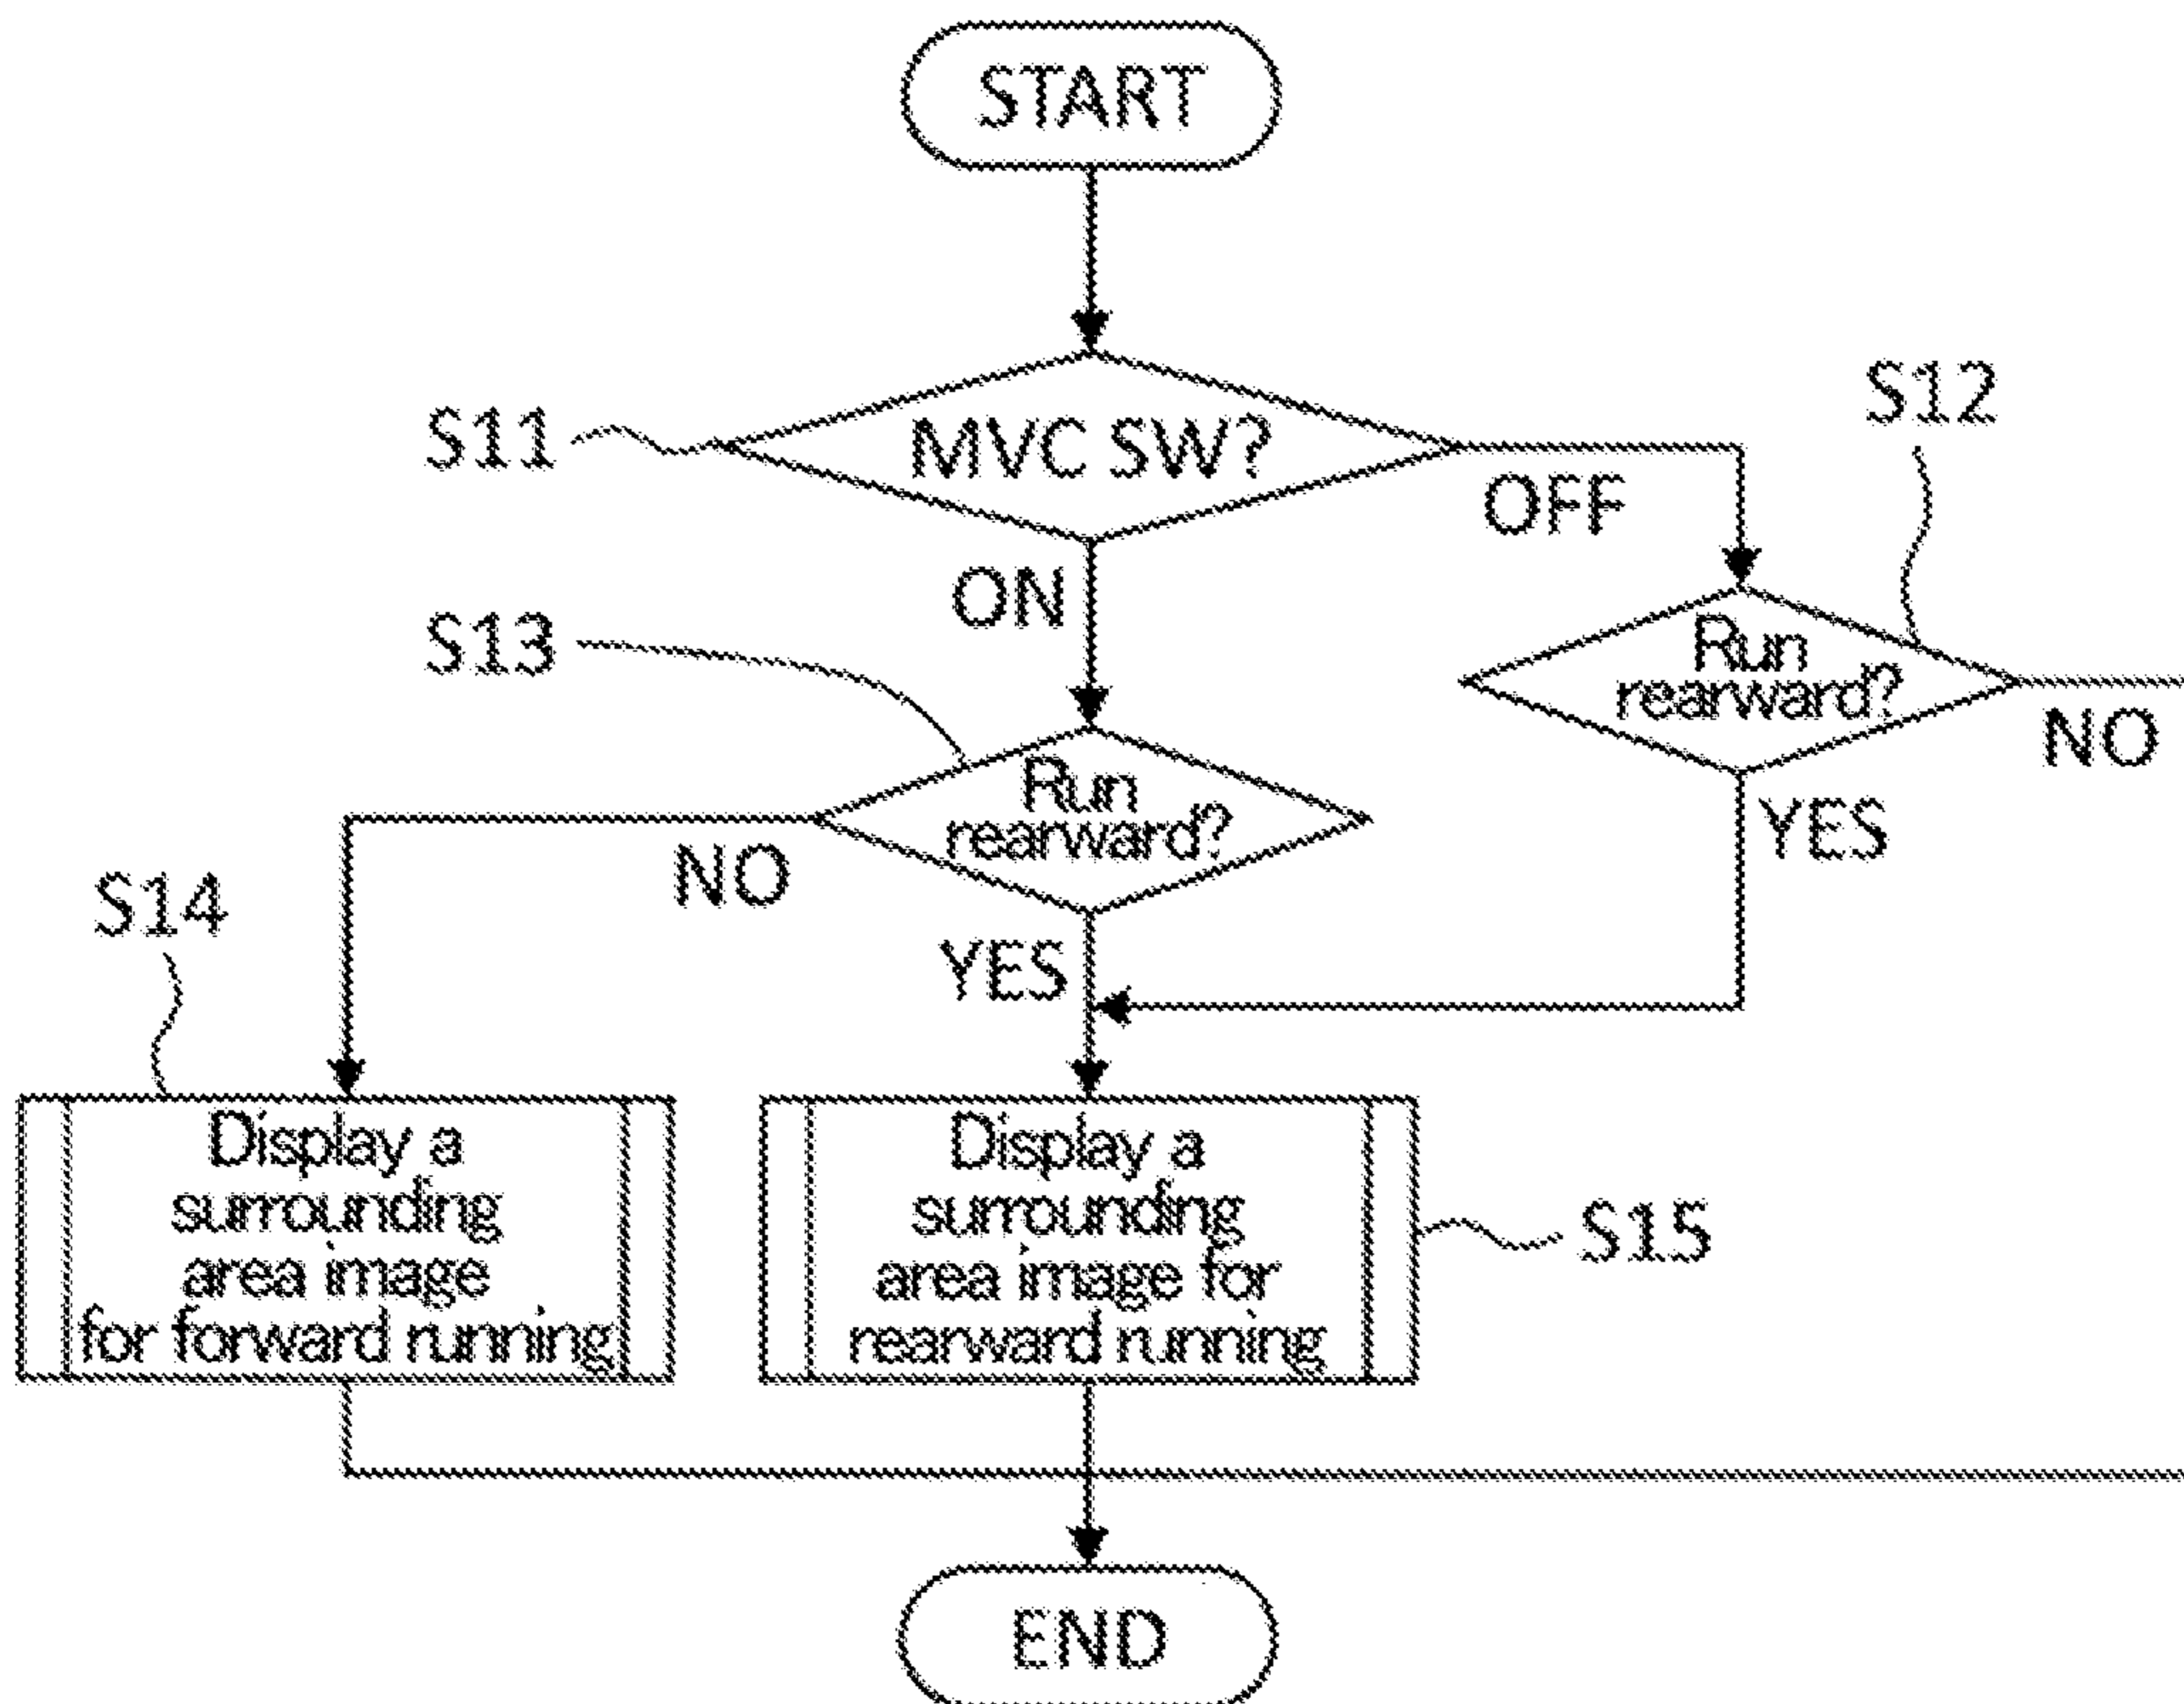 START
S11
MVC SW?
S12
OFF
ON
S13
Run
rearward?
NO
Run
rearward?
YES
NO
S14
YES
Display a
surrounding
area image
for forward running
Display a
surrounding
area image for
rearward running
S15
END